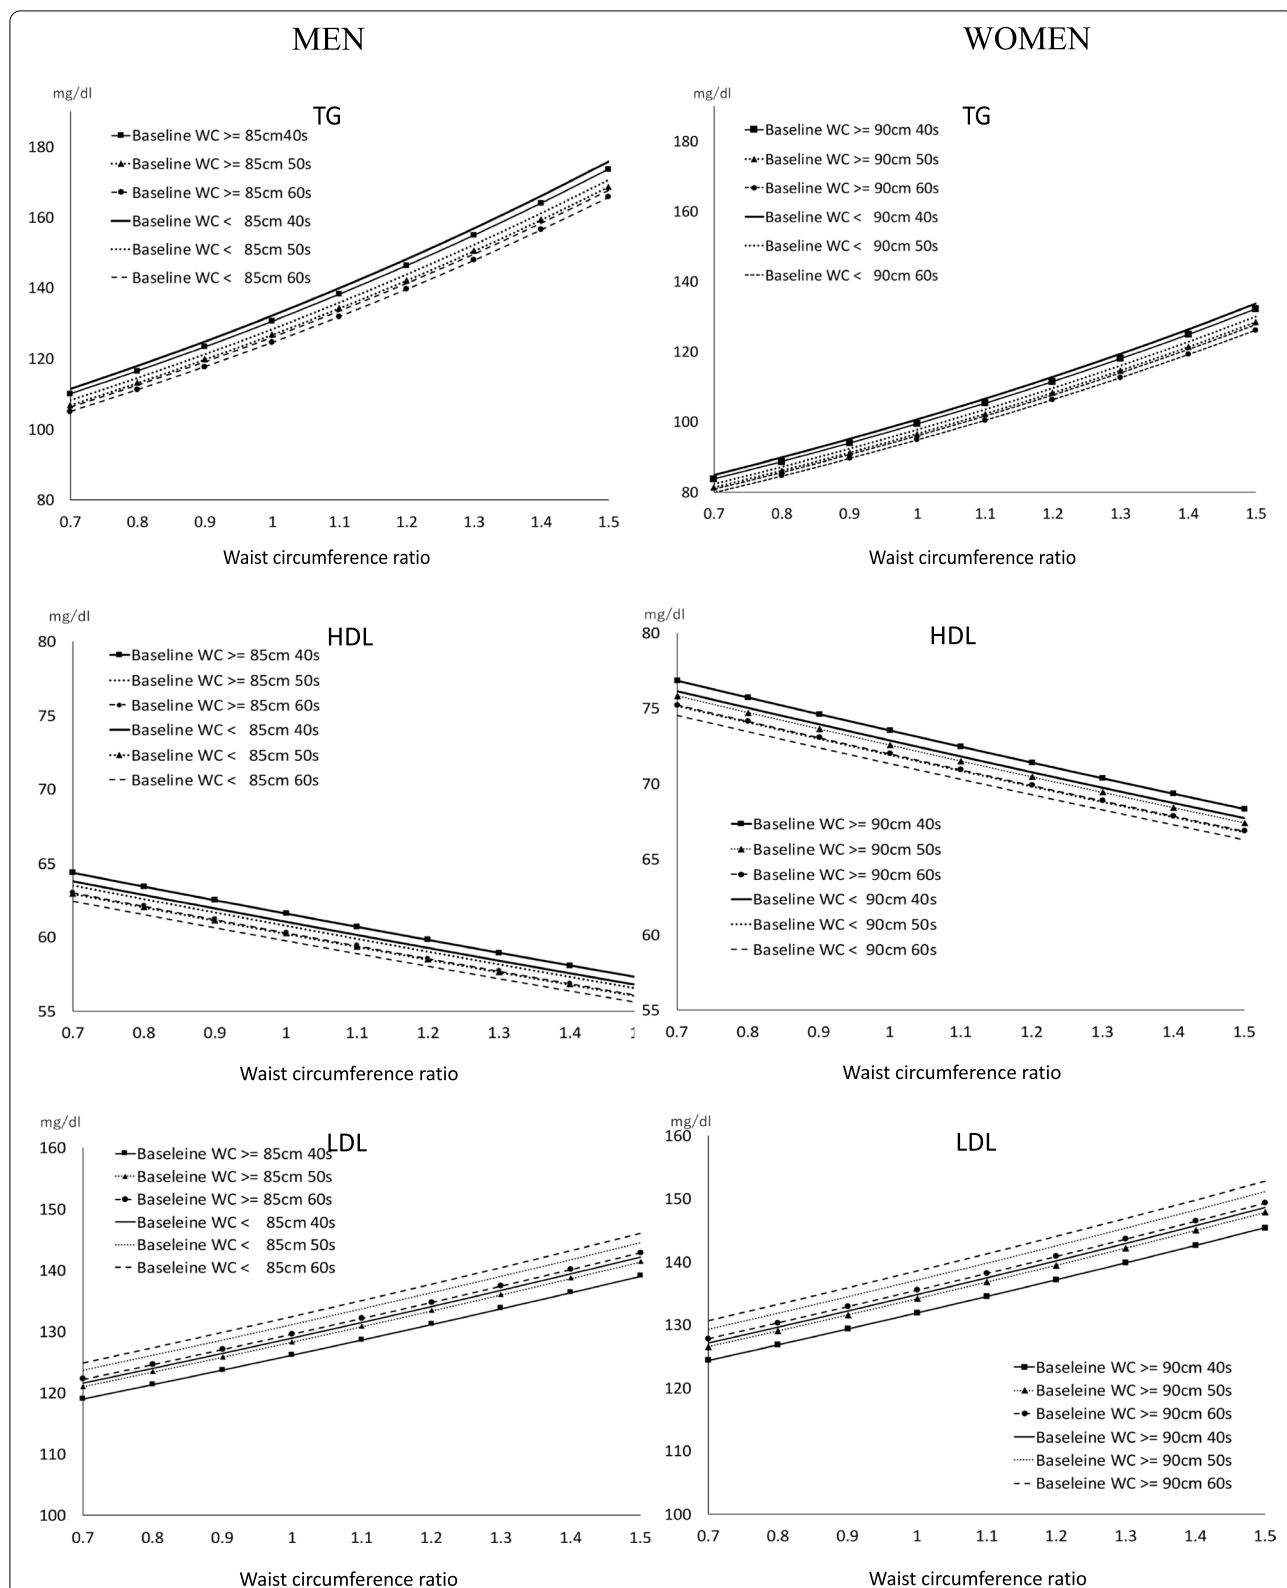 MEN
WOMEN
mg/dl
TG
Baseline WC >= 85cm40s
Baseline WC >= 85cm 50s
Baseline WC >= 85cm 60s
Baseline WC < 85cm 40s
Baseline WC < 85cm 50s
Baseline WC < 85cm 60s
180
160
140
120
100
80
0.7 0.8 0.9 1 1.1 1.2 1.3 1.4 1.5
Waist circumference ratio
mg/dl
TG
Baseline WC >= 90cm 40s
Baseline WC >= 90cm 50s
Baseline WC >= 90cm 60s
Baseline WC < 90cm 40s
Baseline WC < 90cm 50s
Baseline WC < 90cm 60s
180
160
140
120
100
80
0.7 0.8 0.9 1 1.1 1.2 1.3 1.4 1.5
Waist circumference ratio
mg/dl
HDL
Baseline WC >= 85cm 40s
Baseline WC >= 85cm 50s
Baseline WC >= 85cm 60s
Baseline WC < 85cm 40s
Baseline WC < 85cm 50s
Baseline WC < 85cm 60s
80
75
70
65
60
55
0.7 0.8 0.9 1 1.1 1.2 1.3 1.4
Waist circumference ratio
mg/dl
HDL
80
75
70
65
60
55
Baseline WC >= 90cm 40s
Baseline WC >= 90cm 50s
Baseline WC >= 90cm 60s
Baseline WC < 90cm 40s
Baseline WC < 90cm 50s
Baseline WC < 90cm 60s
0.7 0.8 0.9 1 1.1 1.2 1.3 1.4 1.5
Waist circumference ratio
mg/dl
LDL
Baseleine WC >= 85cm 40s
Baseleine WC >= 85cm 50s
Baseleine WC >= 85cm 60s
Baseleine WC < 85cm 40s
Baseleine WC < 85cm 50s
Baseleine WC < 85cm 60s
160
150
140
130
120
110
100
0.7 0.8 0.9 1 1.1 1.2 1.3 1.4 1.5
Waist circumference ratio
mg/dl
LDL
160
150
140
130
120
110
100
Baseleine WC >= 90cm 40s
Baseleine WC >= 90cm 50s
Baseleine WC >= 90cm 60s
Baseleine WC >= 90cm 40s
Baseleine WC >= 90cm 50s
Baseleine WC >= 90cm 60s
0.7 0.8 0.9 1 1.1 1.2 1.3 1.4 1.5
Waist circumference ratio